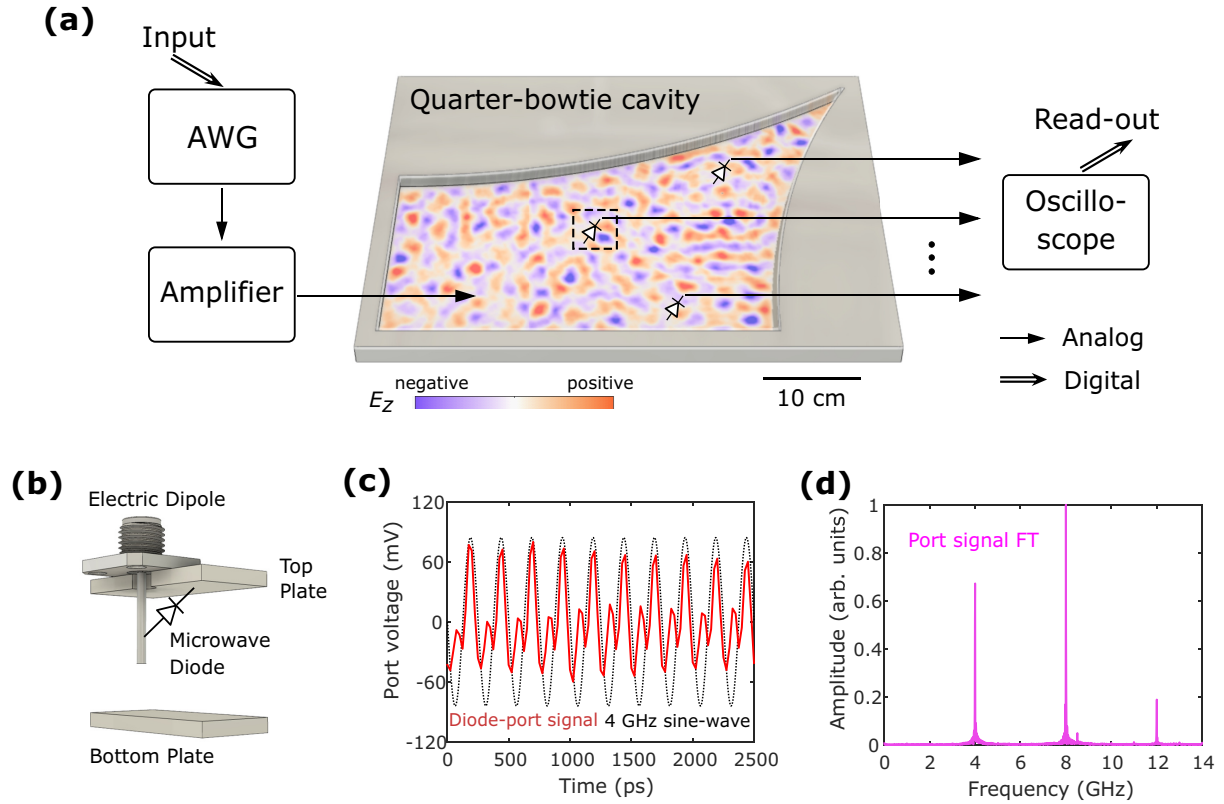 (a)
Input
AWG
Amplifier
Quarter-bowtie cavity
Read-out
Oscillo-
scope
Analog
Digital
negative
positive
E_z
10 cm
(b)
Electric Dipole
Top
Plate
Microwave
Diode
Bottom Plate
(c)
Port voltage (mV)
120
60
0
-60
-120
Diode-port signal 4 GHz sine-wave
0 500 1000 1500 2000 2500
Time (ps)
(d)
Amplitude (arb. units)
1
0.8
0.6
0.4
0.2
0
Port signal FT
0 2 4 6 8 10 12 14
Frequency (GHz)